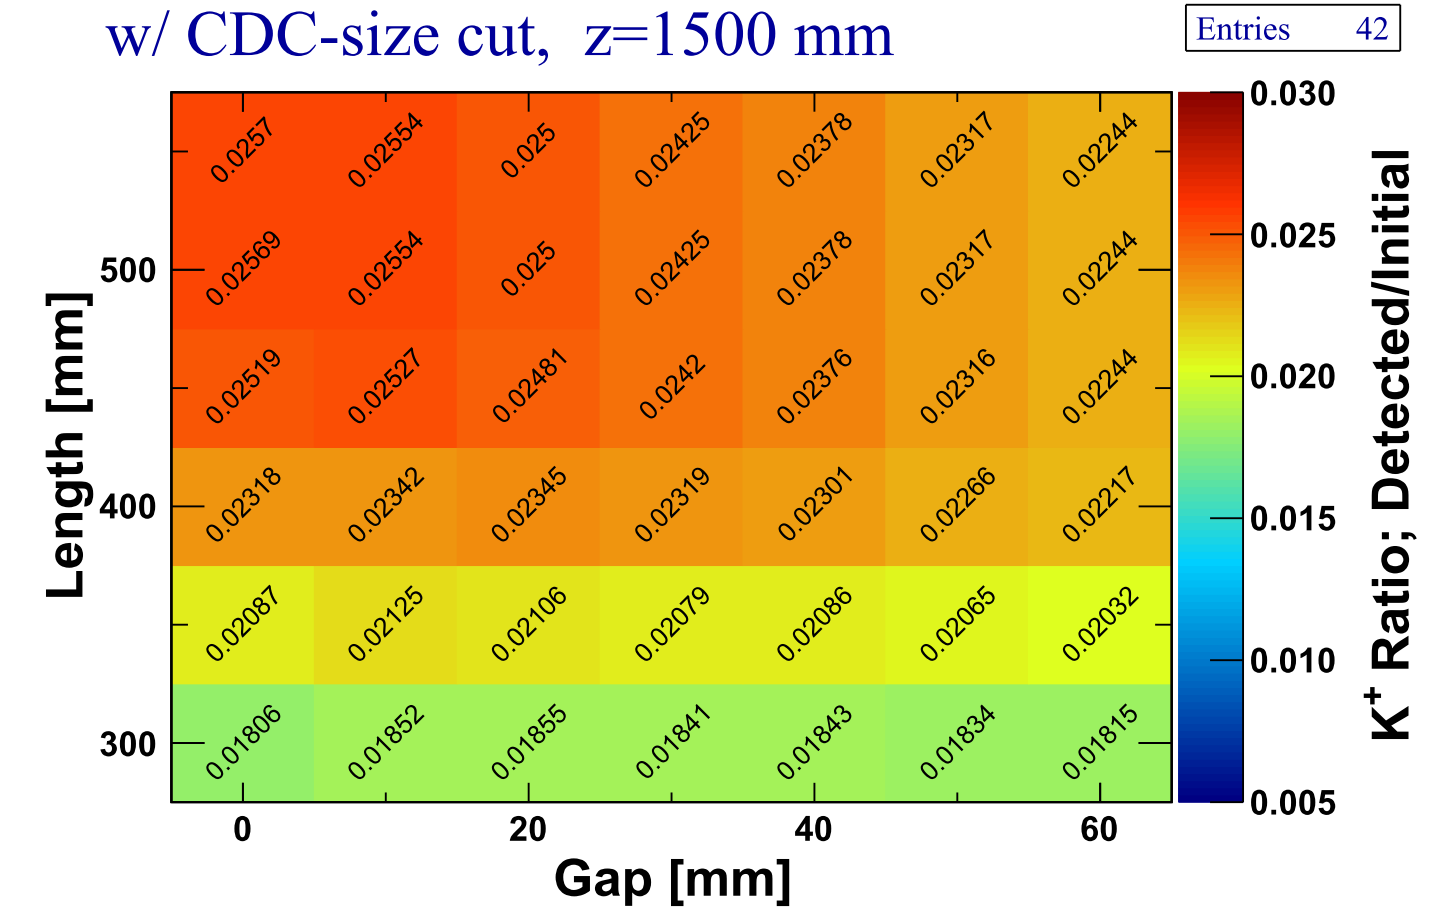 w/ CDC-size cut, z=1500 mm
Entries 42
0.0257 0.02554 0.025 0.02425 0.02378 0.02317 0.02244
0.02569 0.02554 0.025 0.02425 0.02378 0.02317 0.02244
0.02519 0.02527 0.02481 0.0242 0.02376 0.02316 0.02244
0.02318 0.02342 0.02345 0.02319 0.02301 0.02266 0.02217
0.02087 0.02125 0.02106 0.02079 0.02086 0.02065 0.02032
0.01806 0.01852 0.01855 0.01841 0.01843 0.01834 0.01815
500
400
300
Length [mm]
0 20 40 60
Gap [mm]
0.030
0.025
0.020
0.015
0.010
0.005
K⁺ Ratio; Detected/Initial